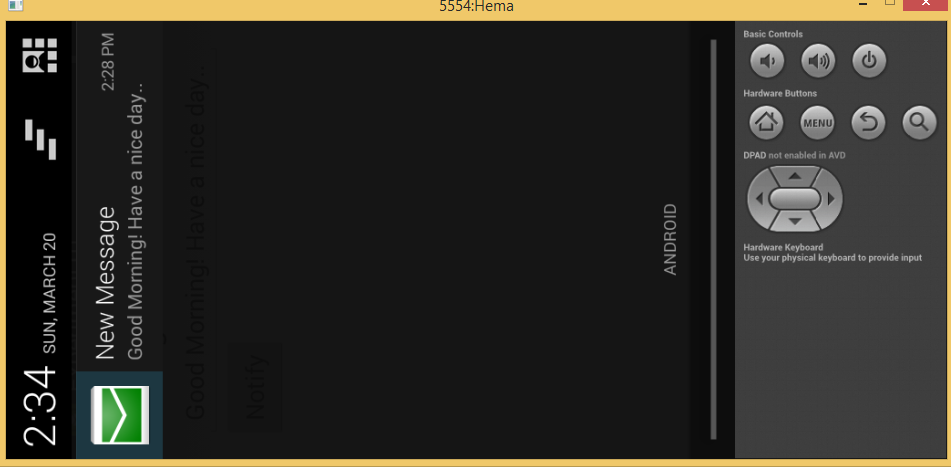 5554:Hema
2:34 SUN, MARCH 20
New Message 2:28 PM
Good Morning! Have a nice day..
Good Morning! Have a nice day..
Notify
ANDROID
Basic Controls
Hardware Buttons
MENU
DPAD not enabled in AVD
Hardware Keyboard
Use your physical keyboard to provide input